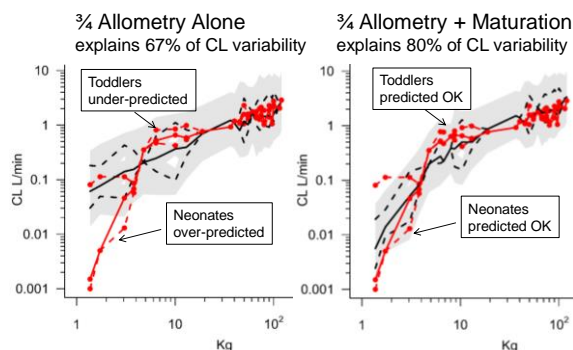 ¾ Allometry Alone
explains 67% of CL variability
10
1
0.1
0.01
0.001
CL L/min
Toddlers
under-predicted
Neonates
over-predicted
1
10
10²
Kg
¾ Allometry + Maturation
explains 80% of CL variability
10
1
0.1
0.01
0.001
CL L/min
Toddlers
predicted OK
Neonates
predicted OK
1
10
10²
Kg